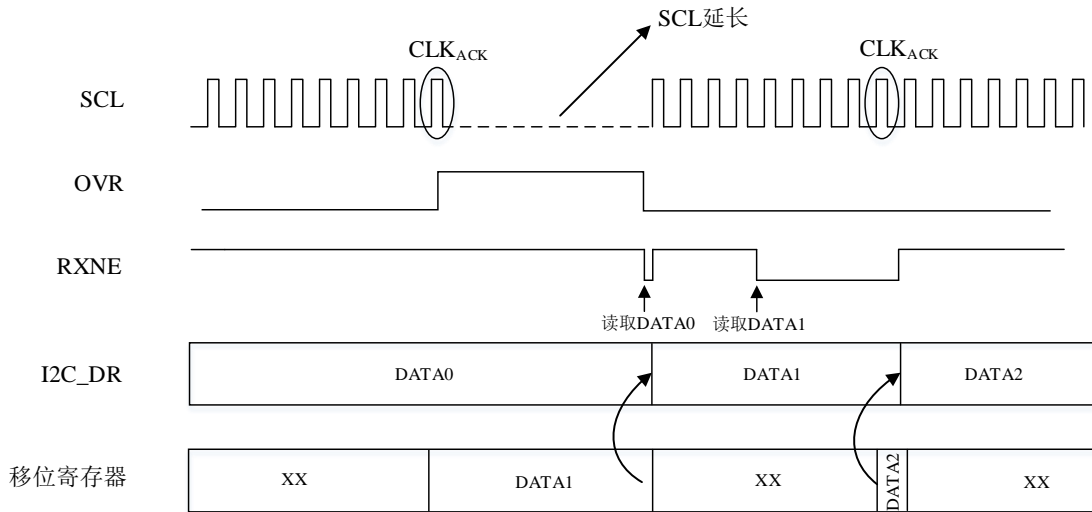 SCL延长
CLKACK
CLKACK
SCL
OVR
RXNE
读取DATA0
读取DATA1
I2C_DR
DATA0
DATA1
DATA2
移位寄存器
XX
DATA1
XX
DATA2
XX